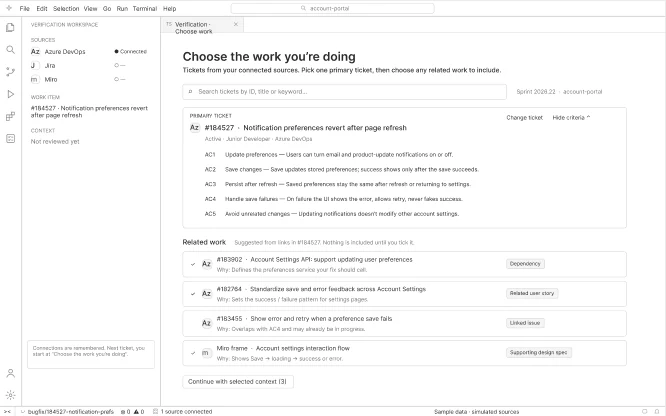 File Edit Selection View Go Run Terminal Help
account-portal
VERIFICATION WORKSPACE
SOURCES
Az Azure DevOps Connected
J Jira —
m Miro —
WORK ITEM
#184527 · Notification preferences revert after page refresh
CONTEXT
Not reviewed yet
Connections are remembered. Next ticket, you start at "Choose the work you're doing".
TS Verification · Choose work ×
Choose the work you're doing
Tickets from your connected sources. Pick one primary ticket, then choose any related work to include.
Search tickets by ID, title or keyword...
Sprint 2026.22 · account-portal
PRIMARY TICKET
Change ticket Hide criteria ^
Az #184527 · Notification preferences revert after page refresh
Active · Junior Developer · Azure DevOps
AC1 Update preferences — Users can turn email and product-update notifications on or off.
AC2 Save changes — Save updates stored preferences; success shows only after the save succeeds.
AC3 Persist after refresh — Saved preferences stay the same after refresh or returning to settings.
AC4 Handle save failures — On failure the UI shows the error, allows retry, never fakes success.
AC5 Avoid unrelated changes — Updating notifications doesn't modify other account settings.
Related work Suggested from links in #184527. Nothing is included until you tick it.
Az #183902 · Account Settings API: support updating user preferences
Why: Defines the preferences service your fix should call.
Dependency
Az #182764 · Standardize save and error feedback across Account Settings
Why: Sets the success / failure pattern for settings pages.
Related user story
Az #183455 · Show error and retry when a preference save fails
Why: Overlaps with AC4 and may already be in progress.
Linked issue
m Miro frame · Account settings interaction flow
Why: Shows Save → loading → success or error.
Supporting design spec
Continue with selected context (3)
bugfix/184527-notification-prefs 0 0 1 source connected
Sample data · simulated sources